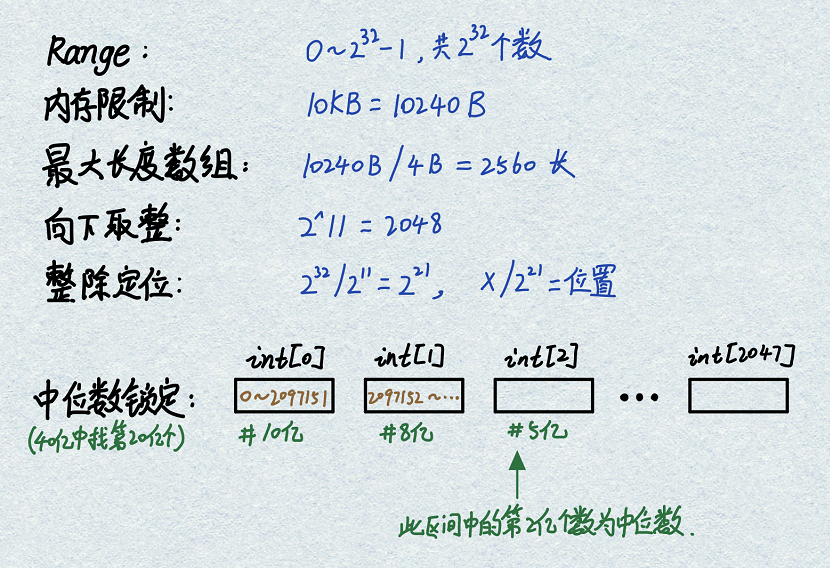 Range: 0~2^32-1, 共2^32个数
内存限制: 10KB = 10240 B
最大长度数组: 10240B / 4B = 2560 长
向下取整: 2^11 = 2048
整除定位: 2^32/2^11 = 2^21, x/2^21 = 位置
int[0] int[1] int[2] int[2047]
中位数锁定: 0~2097151 2097152~··· •••
(40亿中找第20亿个) #10亿 #8亿 #5亿
此区间中的第2亿个数为中位数.